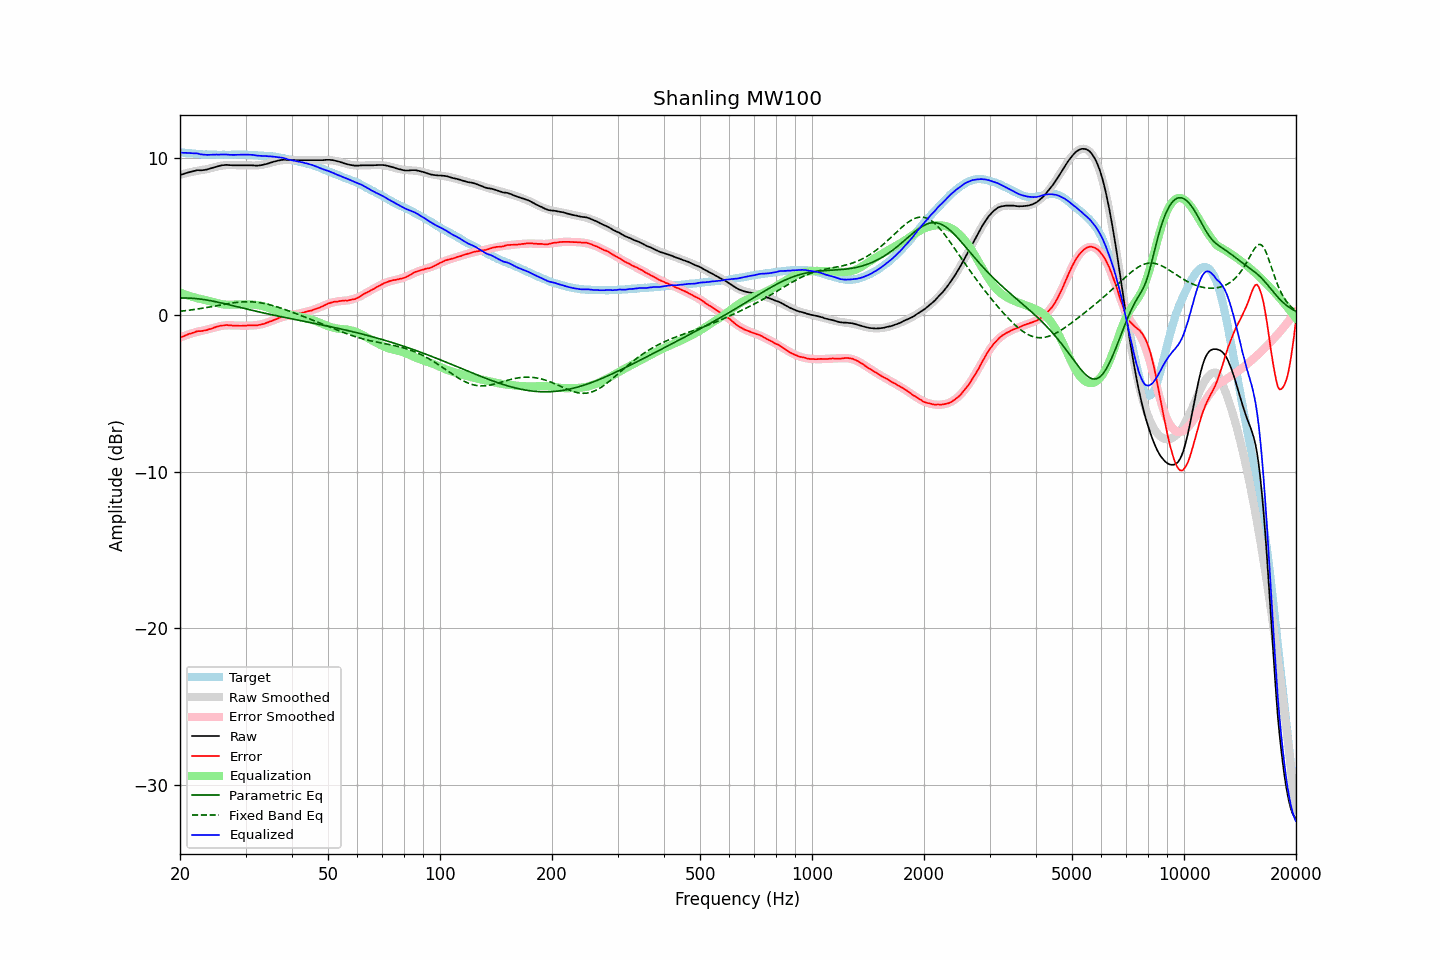 Shanling MW100
Amplitude (dBr)
10
0
−10
−20
−30
Target
Raw Smoothed
Error Smoothed
Raw
Error
Equalization
Parametric Eq
Fixed Band Eq
Equalized
20 50 100 200 500 1000 2000 5000 10000 20000
Frequency (Hz)